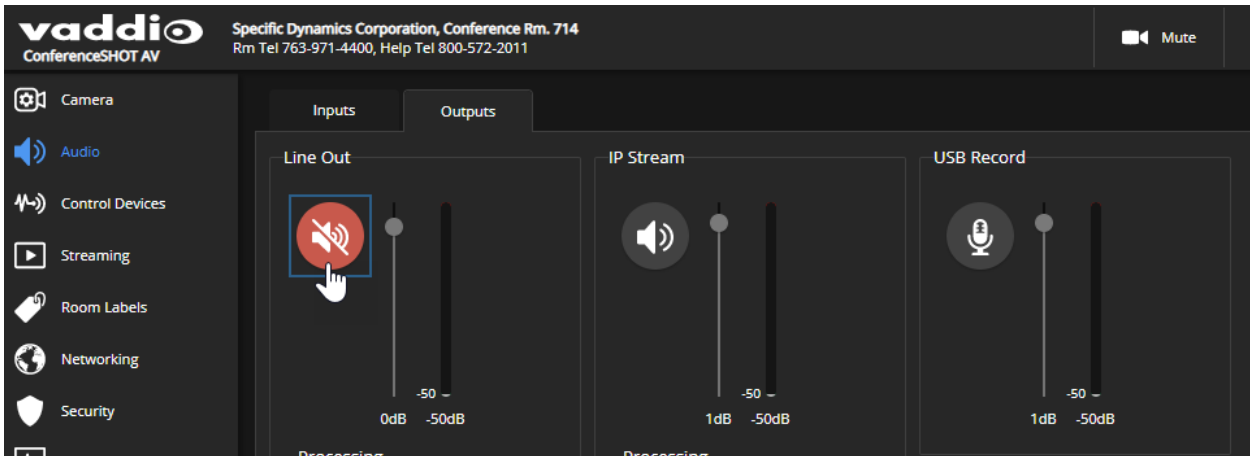 vaddio
ConferenceSHOT AV
Specific Dynamics Corporation, Conference Rm. 714
Rm Tel 763-971-4400, Help Tel 800-572-2011
Mute
Camera
Audio
Control Devices
Streaming
Room Labels
Networking
Security
Inputs
Outputs
Line Out
-50
0dB -50dB
Processing
IP Stream
-50
1dB -50dB
Processing
USB Record
-50
1dB -50dB